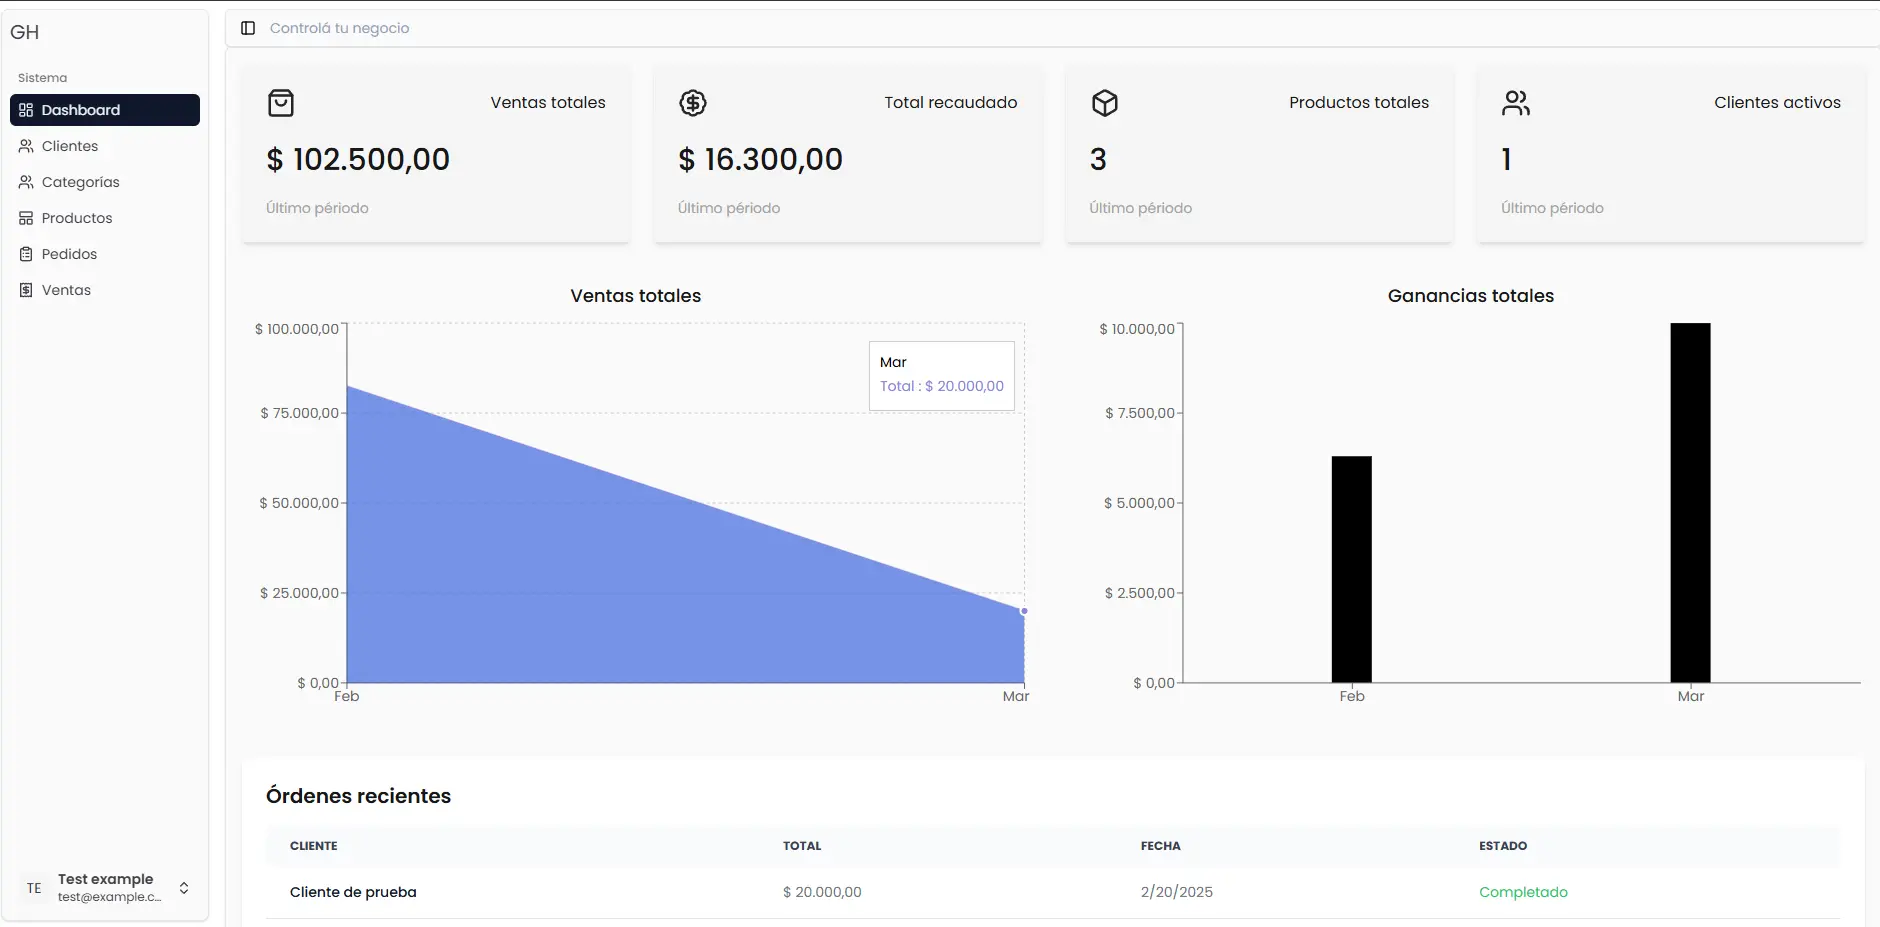 GH
Sistema
Dashboard
Clientes
Categorías
Productos
Pedidos
Ventas
TE
Test example
test@example.c...
Controlá tu negocio
Ventas totales
$ 102.500,00
Último périodo
Total recaudado
$ 16.300,00
Último périodo
Productos totales
3
Último périodo
Clientes activos
1
Último périodo
Ventas totales
$ 100.000,00
$ 75.000,00
$ 50.000,00
$ 25.000,00
$ 0,00
Feb
Mar
Mar
Total : $ 20.000,00
Ganancias totales
$ 10.000,00
$ 7.500,00
$ 5.000,00
$ 2.500,00
$ 0,00
Feb
Mar
Órdenes recientes
CLIENTE TOTAL FECHA ESTADO
Cliente de prueba $ 20.000,00 2/20/2025 Completado